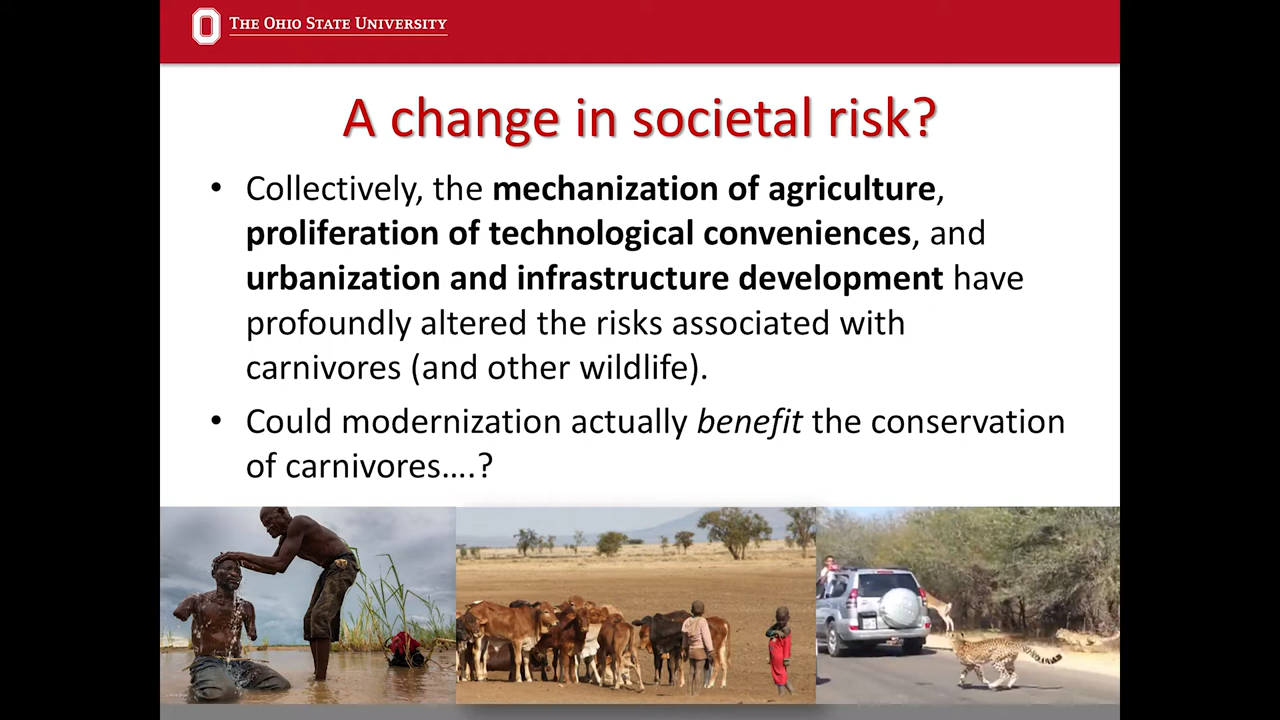 THE OHIO STATE UNIVERSITY
A change in societal risk?
• Collectively, the mechanization of agriculture,
proliferation of technological conveniences, and
urbanization and infrastructure development have
profoundly altered the risks associated with
carnivores (and other wildlife).
• Could modernization actually benefit the conservation
of carnivores….?